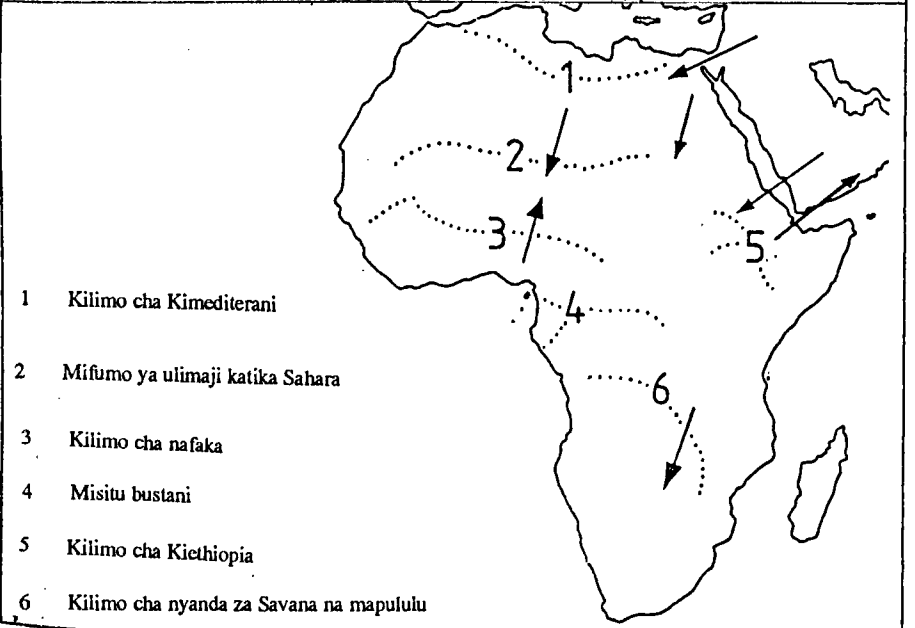 1
2
3
5
4
6
1 Kilimo cha Kimediterani
2 Mifumo ya ulimaji katika Sahara
3 Kilimo cha nafaka
4 Misitu bustani
5 Kilimo cha Kiethiopia
6 Kilimo cha nyanda za Savana na mapululu